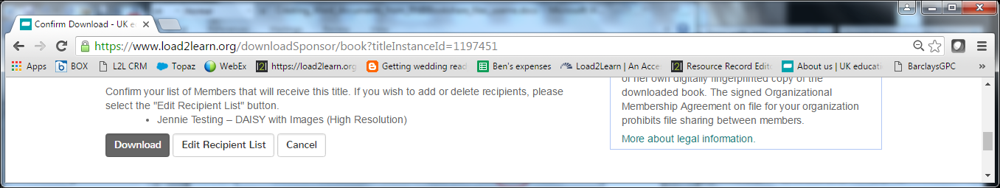 Confirm Download - UK e
https://www.load2learn.org/downloadSponsor/book?titleInstanceId=1197451
Apps BOX L2L CRM Topaz WebEx https://load2learn.org Getting wedding read Ben's expenses Load2Learn | An Acce Resource Record Edit About us | UK educati BarclaysGPC »
Confirm your list of Members that will receive this title. If you wish to add or delete recipients, please
select the "Edit Recipient List" button.
• Jennie Testing – DAISY with Images (High Resolution)
Download Edit Recipient List Cancel
or her own digitally fingerprinted copy of the
downloaded book. The signed Organizational
Membership Agreement on file for your organization
prohibits file sharing between members.
More about legal information.